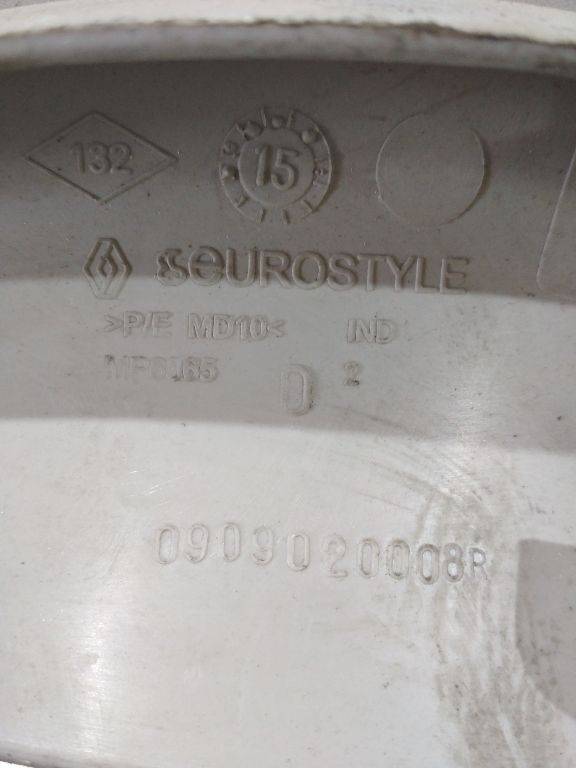 132
15
EUROSTYLE
>P/E MD10< IND
0 2
0909020008R